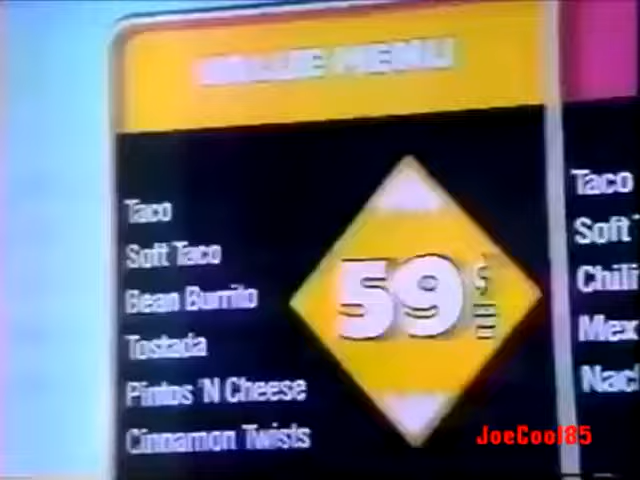 VALUE MENU
Taco
Soft Taco
Bean Burrito
Tostada
Pintos 'N Cheese
Cinnamon Twists
59¢
Taco
Soft
Chili
Mex
Nach
JoeCool85